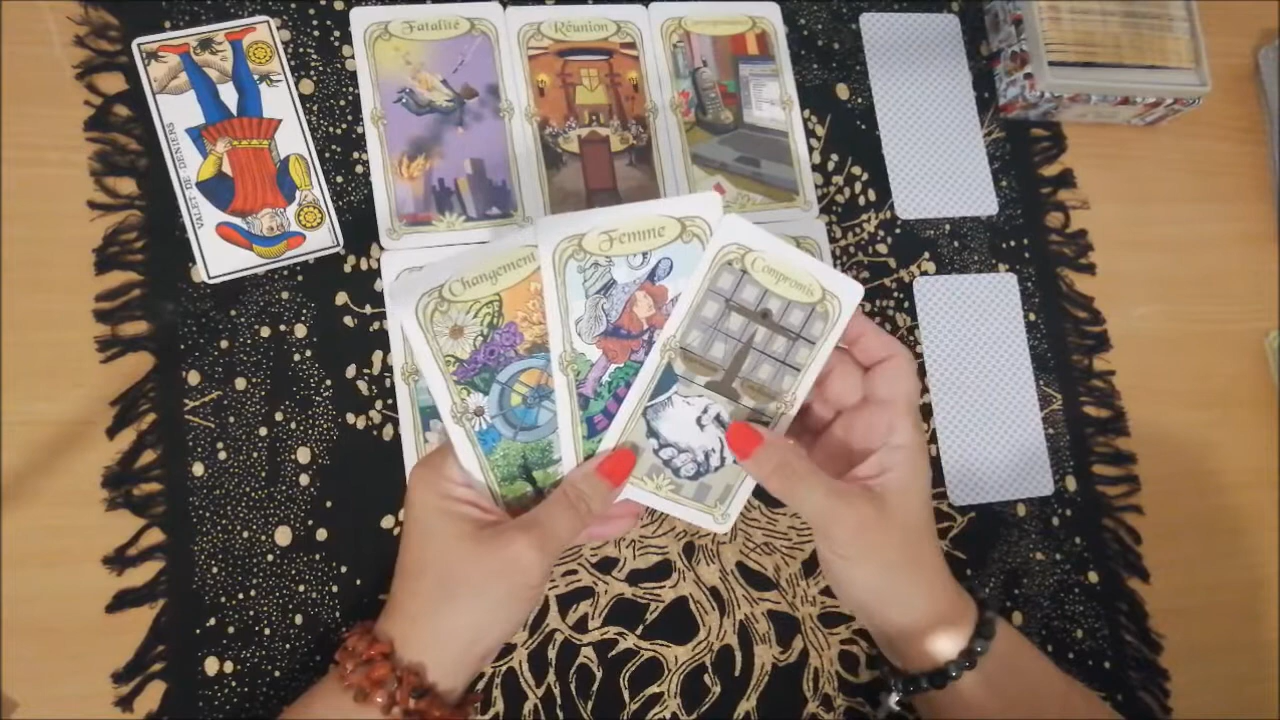 Fatalité
Réunion
VALET·DE·DENIERS
Changement
Femme
Compromis